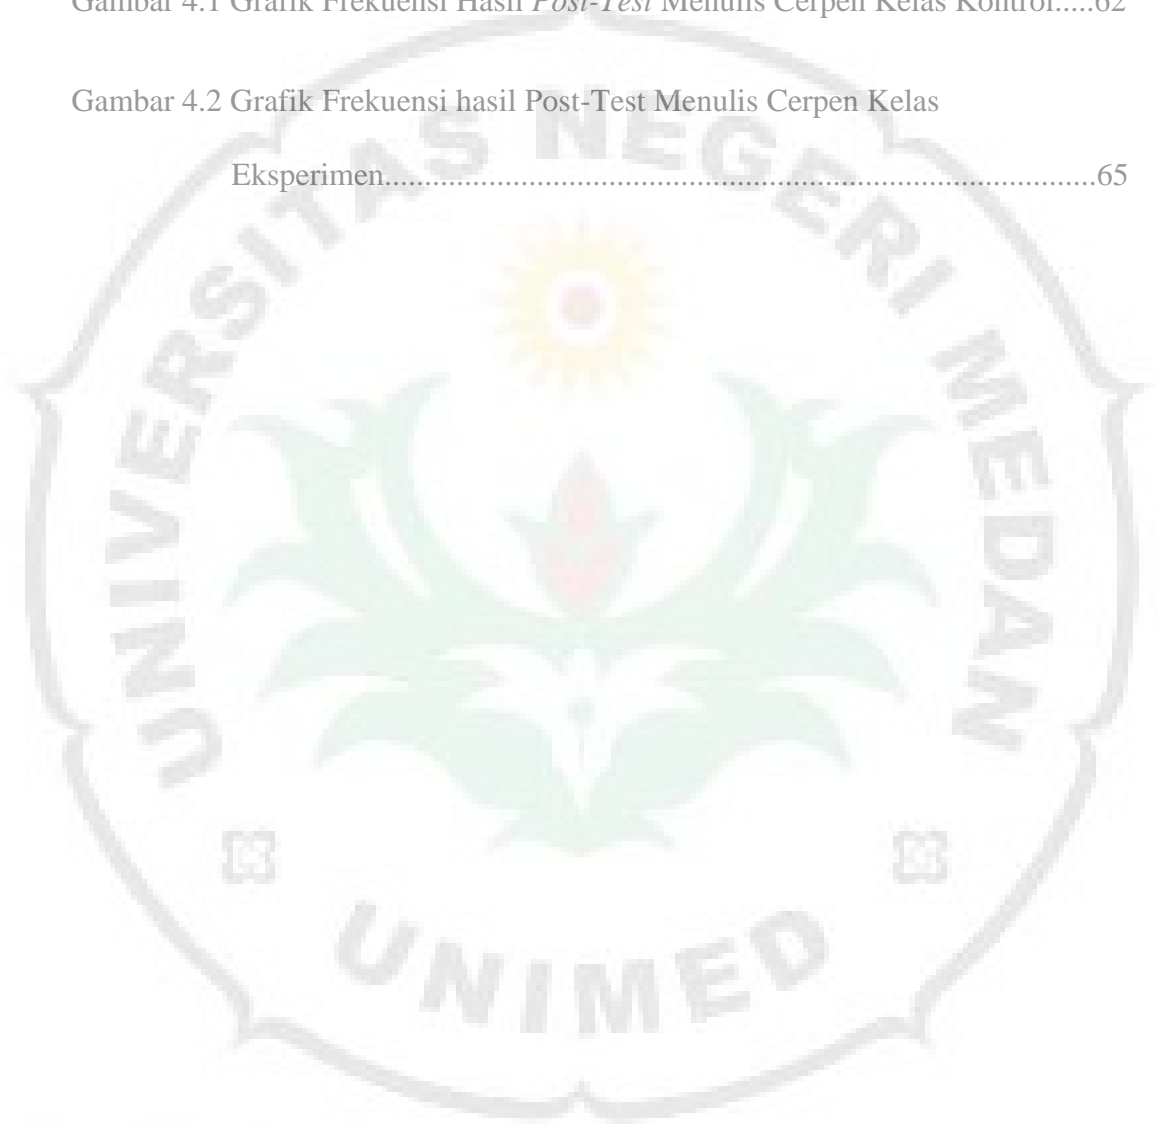 Gambar 4.1 Grafik Frekuensi Hasil Post-Test Menulis Cerpen Kelas Kontrol.....62
Gambar 4.2 Grafik Frekuensi hasil Post-Test Menulis Cerpen Kelas
Eksperimen.........................................................................................65
UNIVERSITAS NEGERI MEDAN
UNIMED